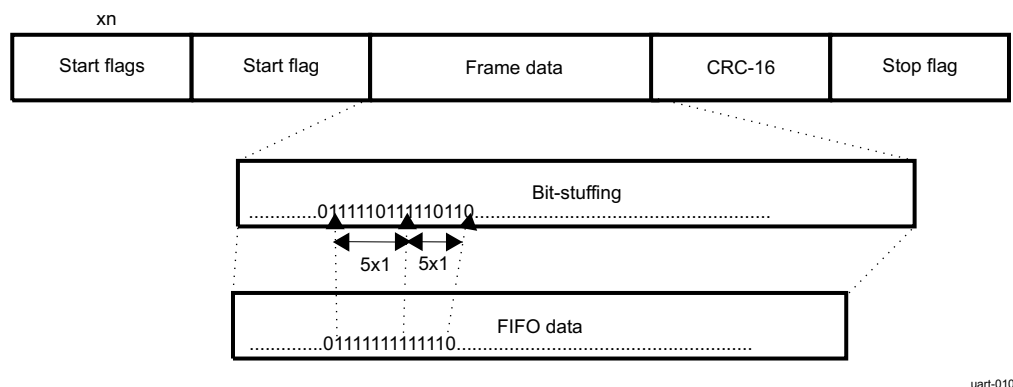 xn
Start flags Start flag Frame data CRC-16 Stop flag
Bit-stuffing
.............0111110111110110....................................................
5x1 5x1
FIFO data
.............01111111111110....................................................
uart-010